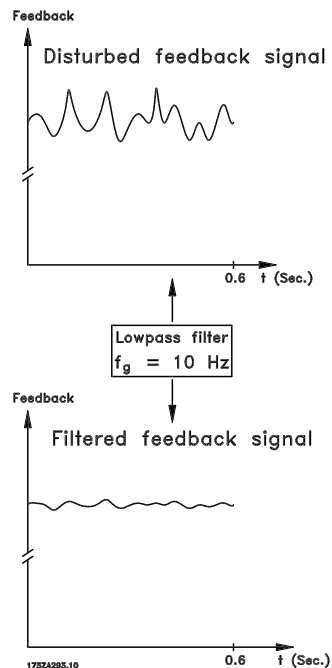 Feedback
Disturbed feedback signal
0.6 t (Sec.)
Lowpass filter
fg = 10 Hz
Feedback
Filtered feedback signal
0.6 t (Sec.)
175ZA293.10